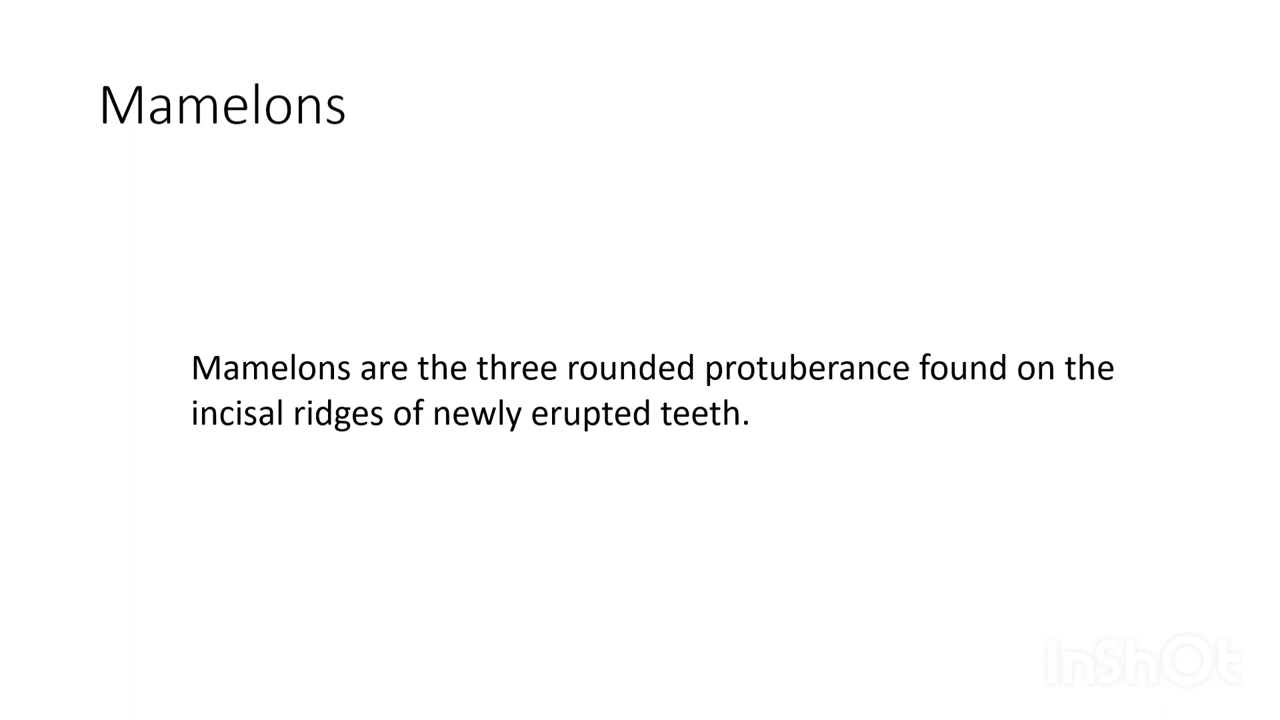 Mamelons
Mamelons are the three rounded protuberance found on the
incisal ridges of newly erupted teeth.
InShOt